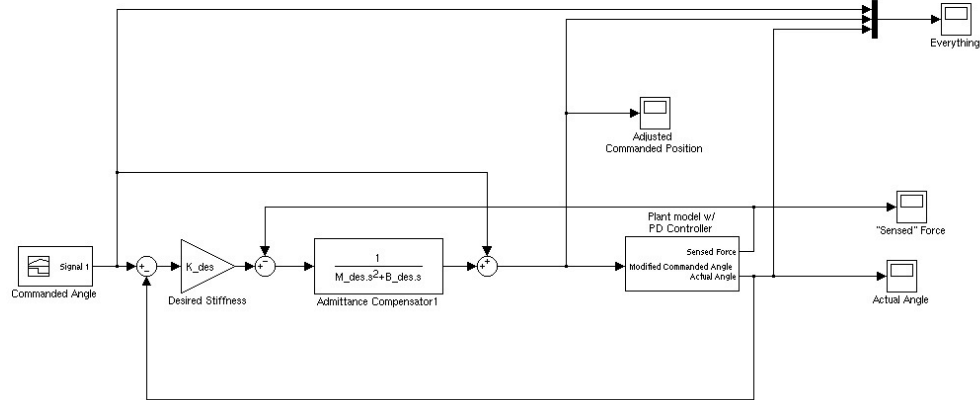 Everything
Adjusted
Commanded Position
Plant model w/
PD Controller
"Sensed" Force
Sensed Force
Signal 1
+
-
K_des
+
-
1
M_des.s²+B_des.s
+
+
Modified Commanded Angle
Actual Angle
Commanded Angle
Desired Stiffness
Admittance Compensator1
Actual Angle